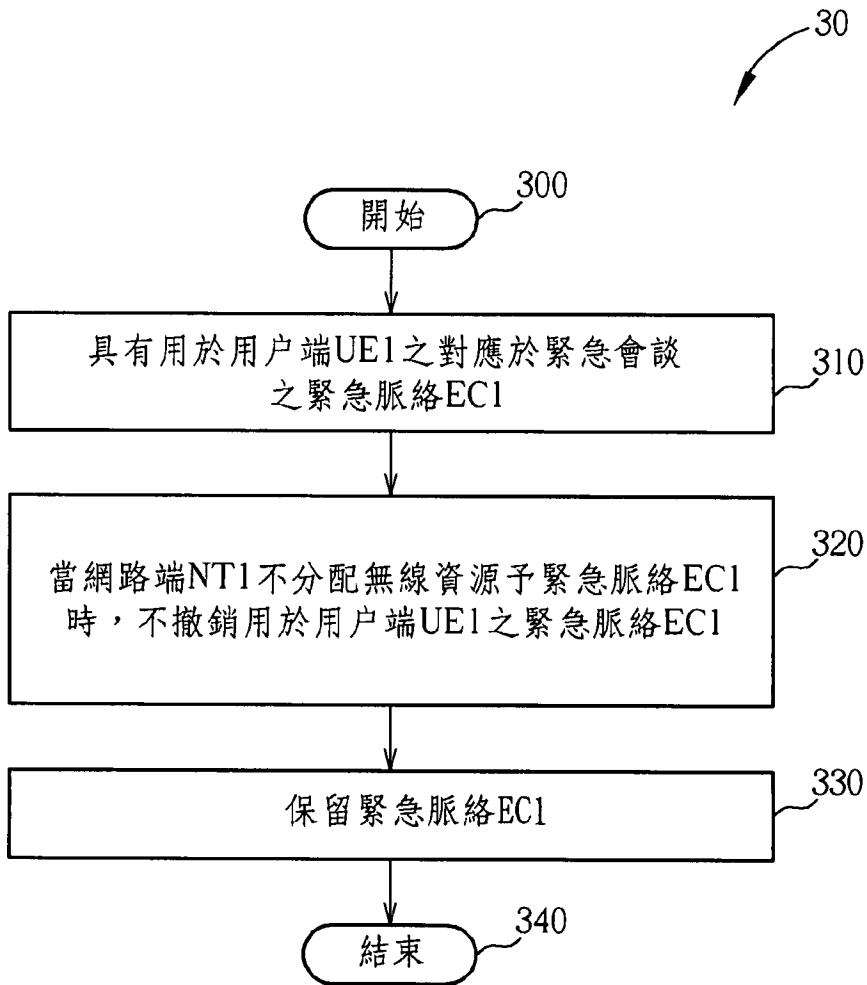 30
開始
300
具有用於用户端UE1之對應於緊急會談
之緊急脈絡EC1
310
當網路端NT1不分配無線資源予緊急脈絡EC1
時，不撤銷用於用户端UE1之緊急脈絡EC1
320
保留緊急脈絡EC1
330
結束
340